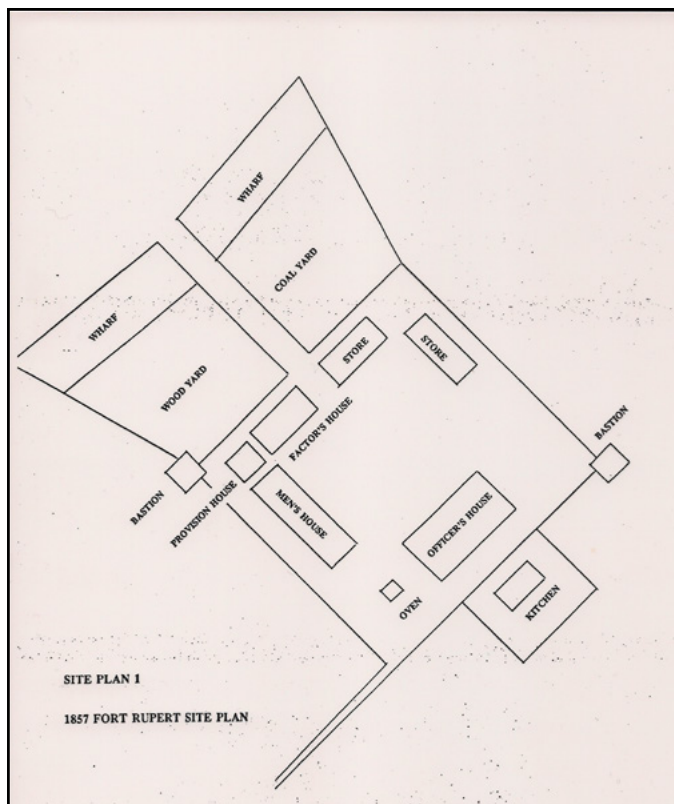 WHARF
COAL YARD
WHARF
WOOD YARD
STORE
STORE
FACTOR'S HOUSE
BASTION
BASTION
PROVISION HOUSE
MEN'S HOUSE
OFFICER'S HOUSE
OVEN
KITCHEN
SITE PLAN 1
1857 FORT RUPERT SITE PLAN